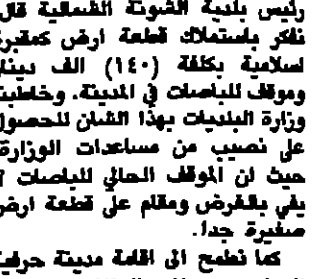 رئيس بلدية الشونة الشمالية قال
نفكر باستملاك قطعة ارض كمقبرة
اسلامية بكلفة (١٤٠) الف دينار
وموقف للباصات في المدينة. وخاطبنا
وزارة البلديات بهذا الشان للحصول
على نصيب من مساعدات الوزارة
حيث ان الموقف الحالي للباصات لا
يفي بالغرض ومقام على قطعة ارض
صغيرة جدا.
كما نطمح الى اقامة مدينة حرفية